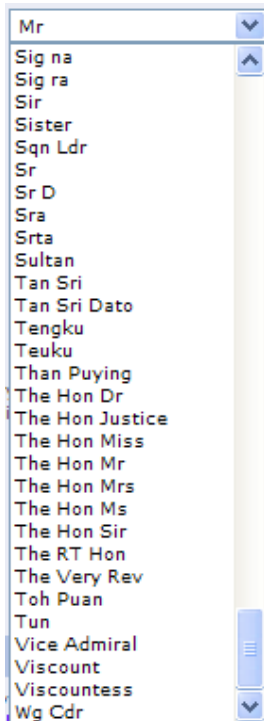 Mr
Sig na
Sig ra
Sir
Sister
Sqn Ldr
Sr
Sr D
Sra
Srta
Sultan
Tan Sri
Tan Sri Dato
Tengku
Teuku
Than Puying
The Hon Dr
The Hon Justice
The Hon Miss
The Hon Mr
The Hon Mrs
The Hon Ms
The Hon Sir
The RT Hon
The Very Rev
Toh Puan
Tun
Vice Admiral
Viscount
Viscountess
Wg Cdr